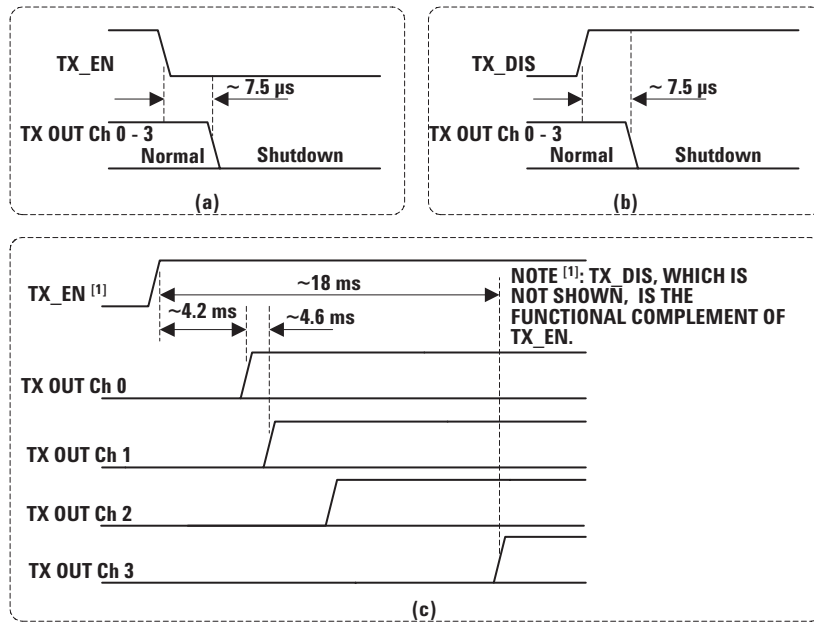 TX_EN
~ 7.5 µs
TX OUT Ch 0 - 3
Normal
Shutdown
(a)
TX_DIS
~ 7.5 µs
TX OUT Ch 0 - 3
Normal
Shutdown
(b)
TX_EN [1]
~18 ms
~4.2 ms
~4.6 ms
NOTE [1]: TX_DIS, WHICH IS
NOT SHOWN, IS THE
FUNCTIONAL COMPLEMENT OF
TX_EN.
TX OUT Ch 0
TX OUT Ch 1
TX OUT Ch 2
TX OUT Ch 3
(c)